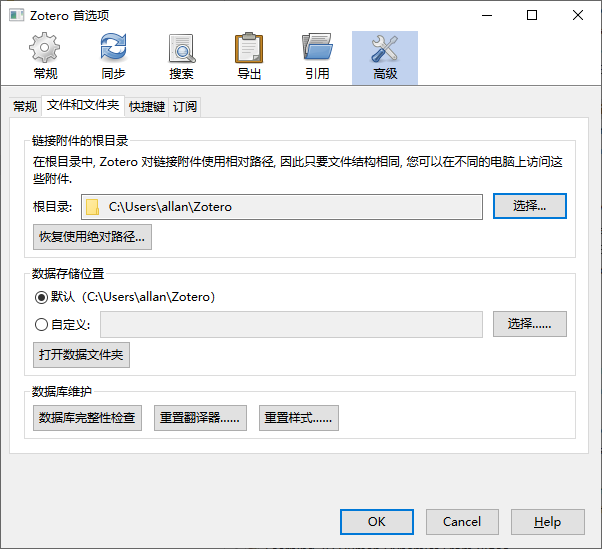 Zotero 首选项
常规 同步 搜索 导出 引用 高级
常规 文件和文件夹 快捷键 订阅
链接附件的根目录
在根目录中, Zotero 对链接附件使用相对路径, 因此只要文件结构相同, 您可以在不同的电脑上访问这
些附件.
根目录: C:\Users\allan\Zotero 选择...
恢复使用绝对路径...
数据存储位置
默认（C:\Users\allan\Zotero）
自定义: 选择......
打开数据文件夹
数据库维护
数据库完整性检查 重置翻译器...... 重置样式......
OK Cancel Help